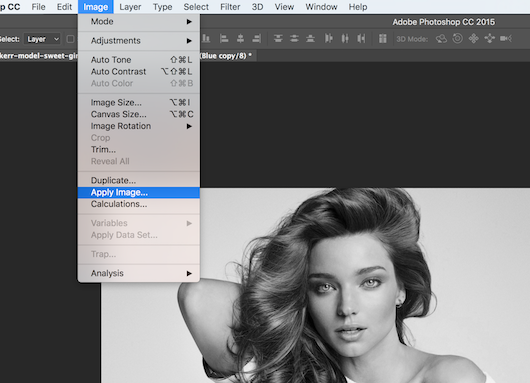 p CC File Edit Image Layer Type Select Filter 3D View Window Help
Adobe Photoshop CC 2015
Select: Layer
3D Mode:
kerr-model-sweet-gir
(Blue copy/8) *
Mode
Adjustments
Auto Tone ⇧⌘L
Auto Contrast ⌥⇧⌘L
Auto Color ⇧⌘B
Image Size... ⌥⌘I
Canvas Size... ⌥⌘C
Image Rotation
Crop
Trim...
Reveal All
Duplicate...
Apply Image...
Calculations...
Variables
Apply Data Set...
Trap...
Analysis